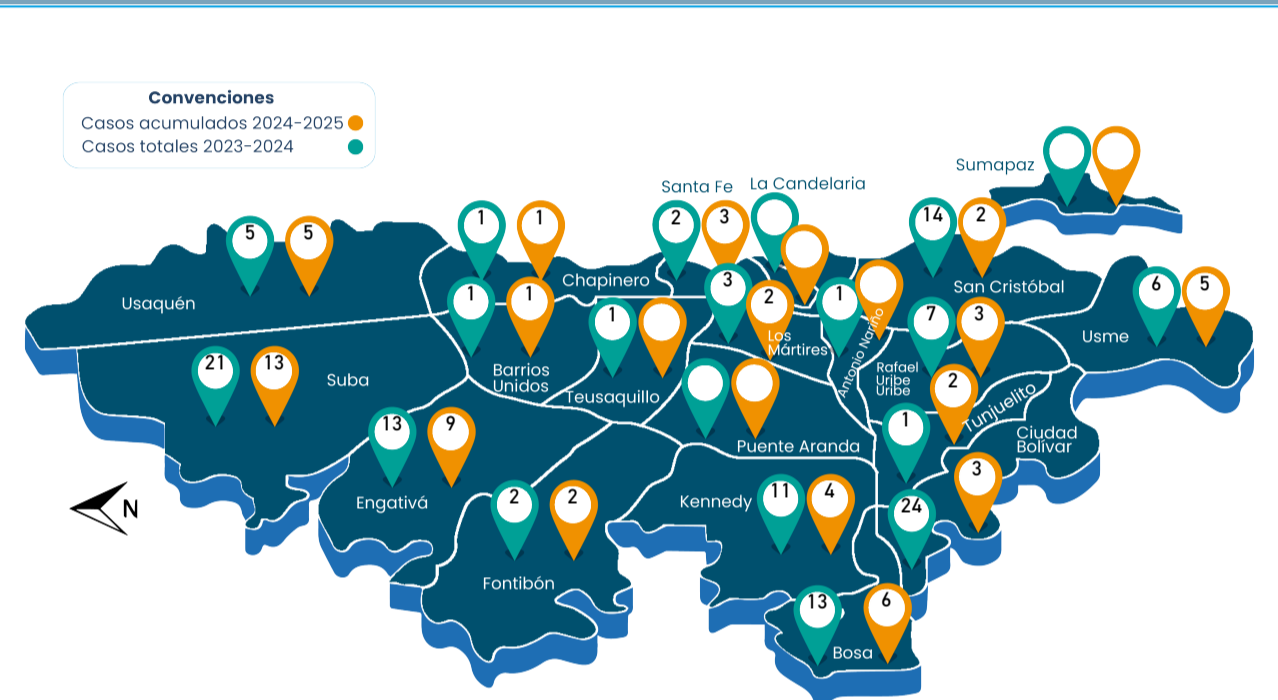 Convenciones
Casos acumulados 2024-2025
Casos totales 2023-2024
Sumapaz
Santa Fe
La Candelaria
5
5
1
1
2
3
14
2
Usaquén
Chapinero
San Cristóbal
6
5
Usme
1
1
1
3
2
1
7
3
Los
Mártires
Antonio Nariño
Rafael
Uribe
Uribe
21
13
Suba
Barrios
Unidos
Teusaquillo
2
Tunjuelito
13
9
Puente Aranda
1
Ciudad
Bolívar
N
Engativá
2
2
Kennedy
11
4
24
3
Fontibón
13
6
Bosa